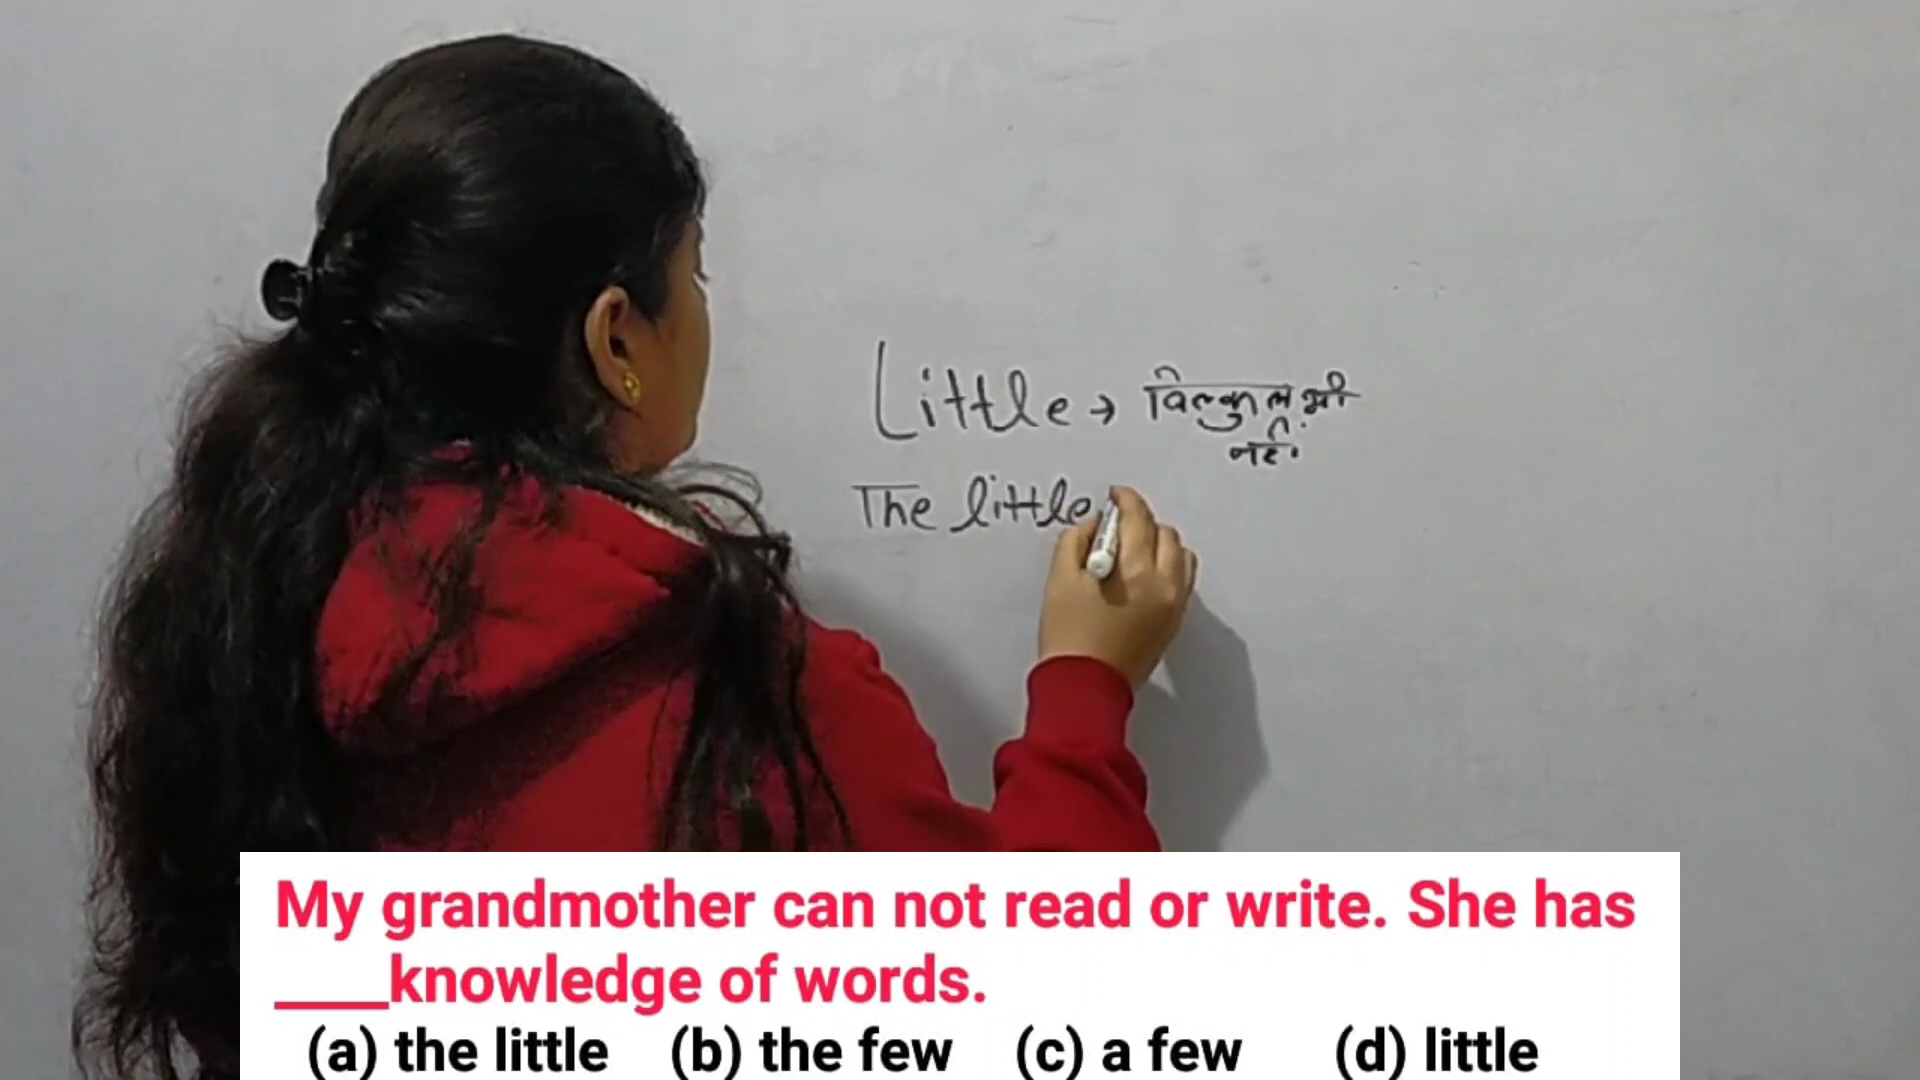 Little → विल्कुल भी
नहीं
The little
My grandmother can not read or write. She has
____knowledge of words.
(a) the little (b) the few (c) a few (d) little